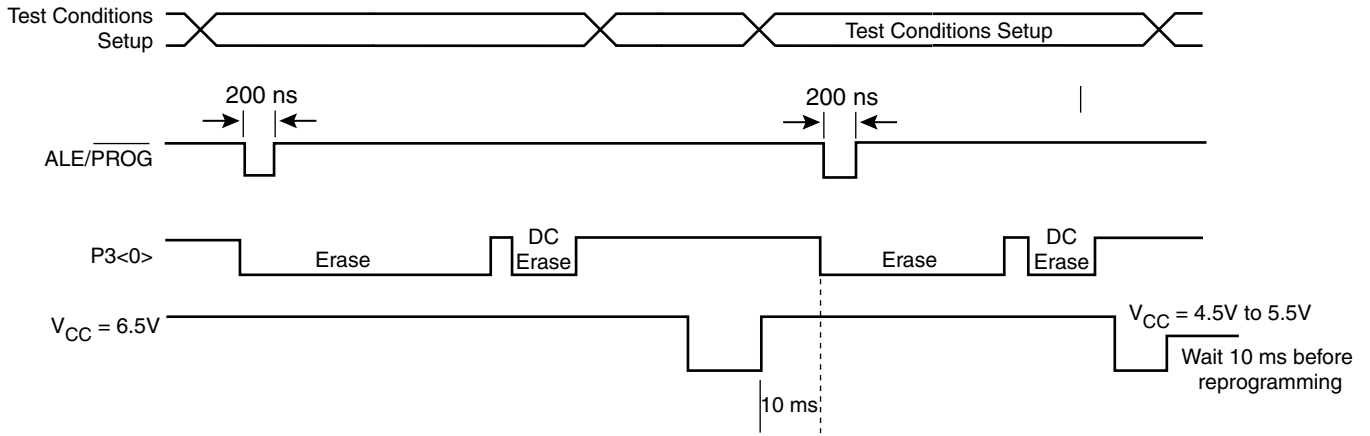 Test Conditions
Setup
Test Conditions Setup
200 ns
200 ns
ALE/PROG
P3<0>
Erase
DC
Erase
Erase
DC
Erase
VCC = 6.5V
VCC = 4.5V to 5.5V
Wait 10 ms before
reprogramming
10 ms